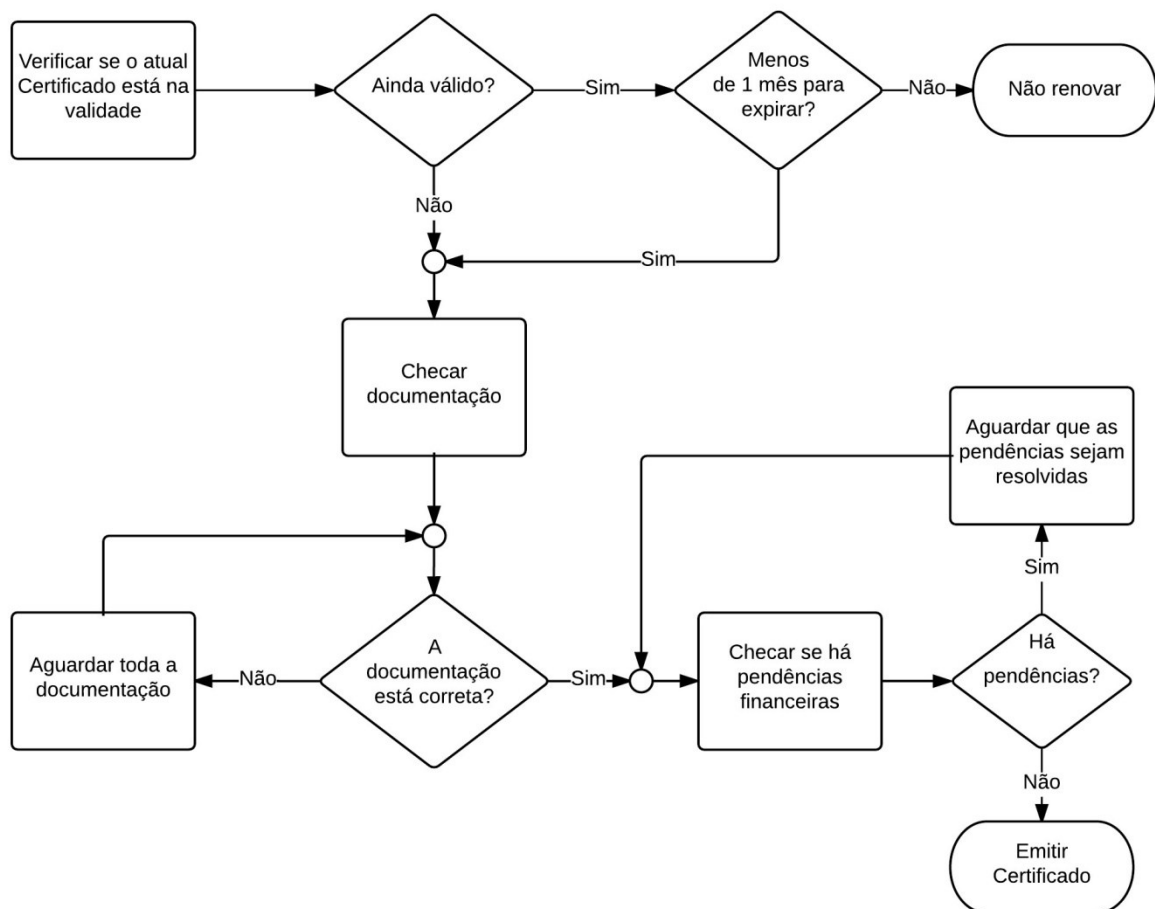 Verificar se o atual
Certificado está na
validade
Ainda válido?
Sim
Menos
de 1 mês para
expirar?
Não
Não renovar
Não
Sim
Checar
documentação
Aguardar que as
pendências sejam
resolvidas
Sim
Aguardar toda a
documentação
Não
A
documentação
está correta?
Sim
Checar se há
pendências
financeiras
Há
pendências?
Não
Emitir
Certificado